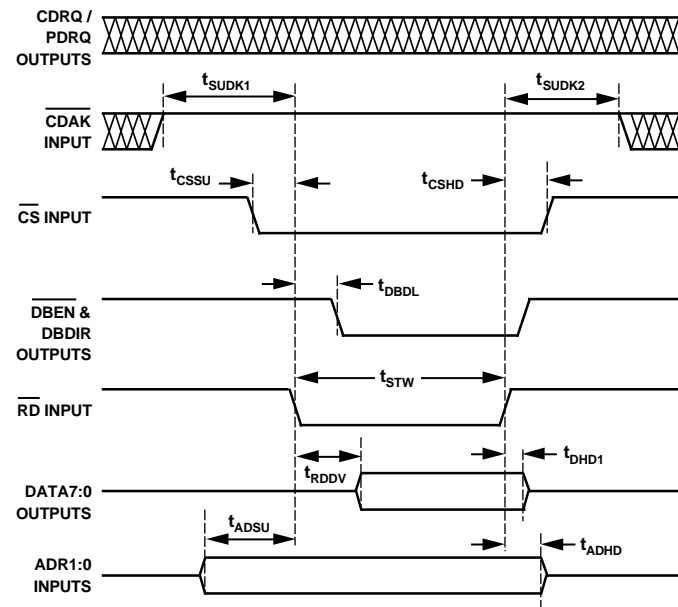 CDRQ /
PDRQ
OUTPUTS
tSUDK1
tSUDK2
CDAK
INPUT
tCSSU
tCSHD
CS INPUT
tDBDL
DBEN &
DBDIR
OUTPUTS
tSTW
RD INPUT
tRDDV
tDHD1
DATA7:0
OUTPUTS
tADSU
tADHD
ADR1:0
INPUTS